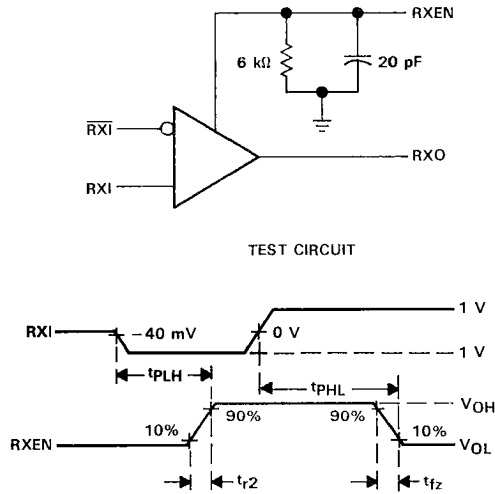 RXEN
6 kΩ
20 pF
R̅X̅I̅
RXI
RXO
TEST CIRCUIT
RXI
−40 mV
0 V
1 V
1 V
tPLH
tPHL
RXEN
10%
90%
90%
10%
VOH
VOL
tr2
tfz